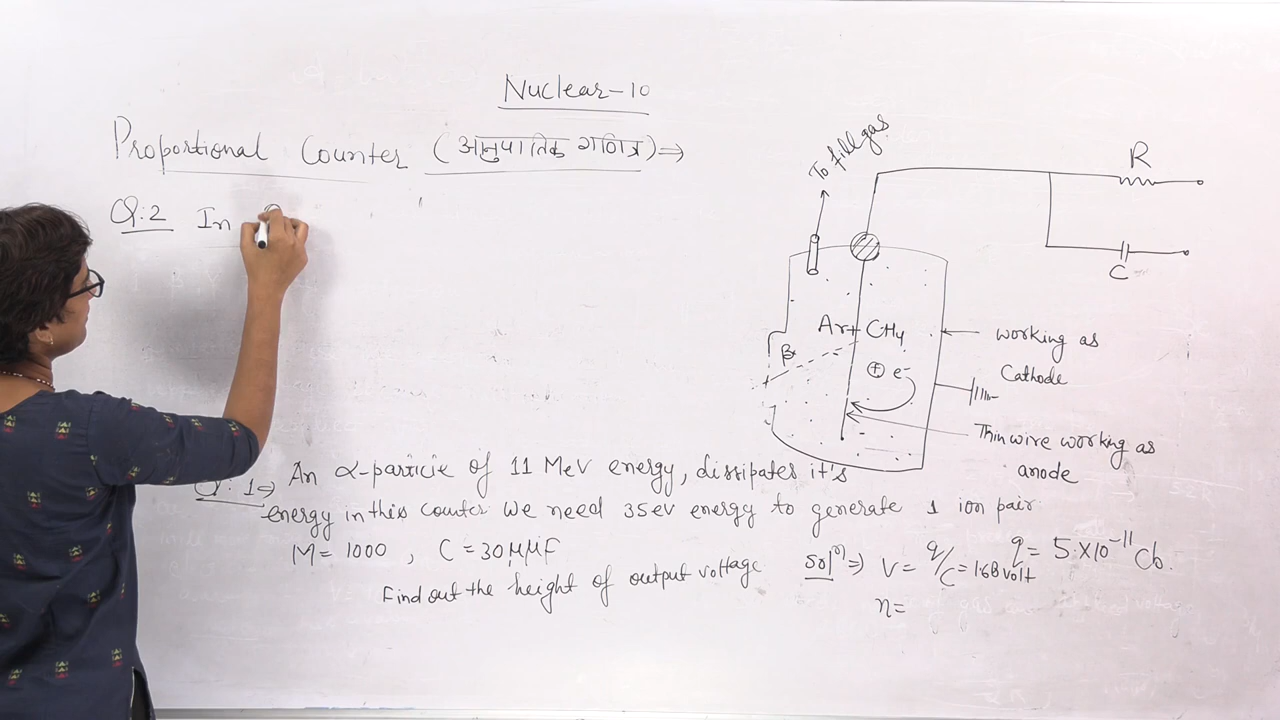 Nuclear-10
Proportional Counter (आनुपातिक गणित्र) ⇒
Q:2 In
To fill gas
R
C
Ar+ CH4
β
+ e-
working as
Cathode
Thin wire working as
anode
Q: 1⇒ An α-particle of 11 MeV energy, dissipates it's
energy in this counter. We need 35ev energy to generate 1 ion pair.
M = 1000 , C = 30μμF
Find out the height of output voltage
solⁿ) ⇒ V = q/C = 1.68 volt q = 5.×10⁻¹¹ Cb.
n =